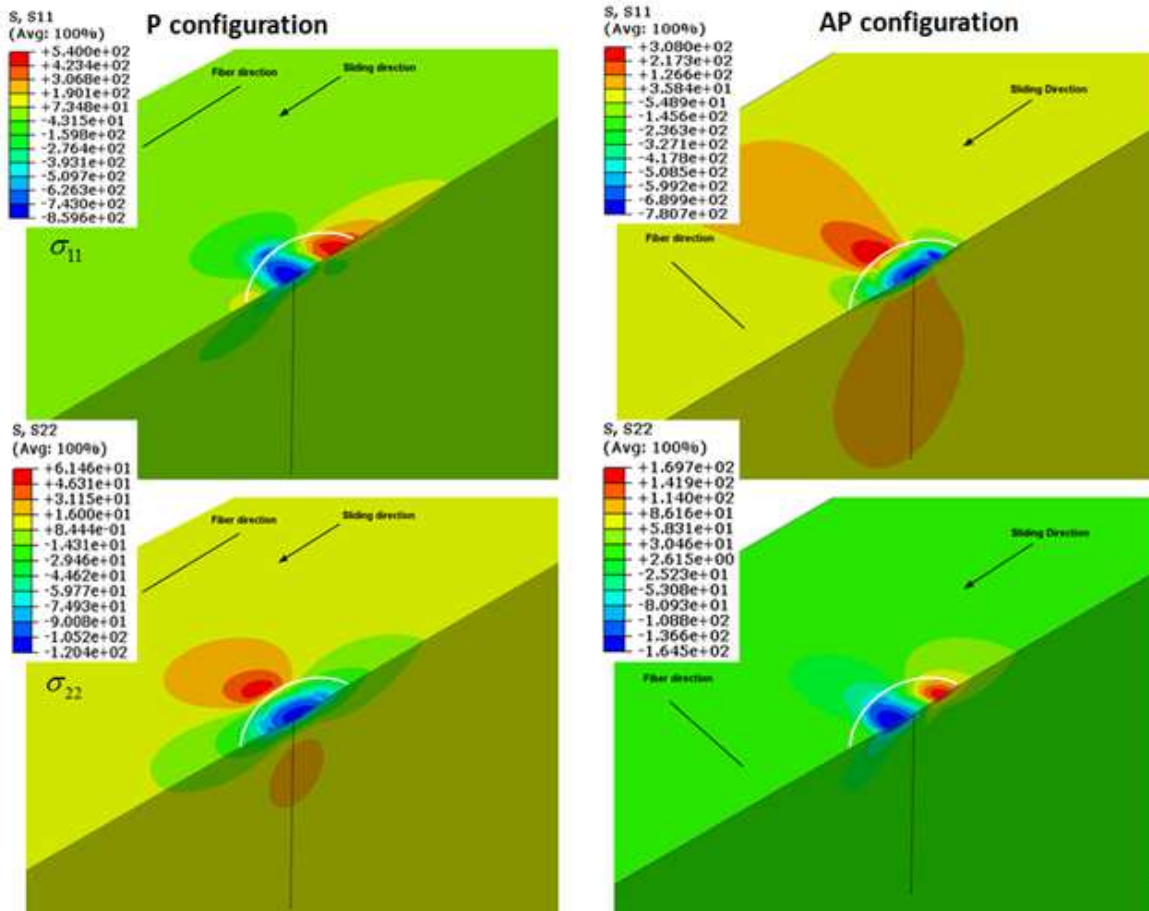 P configuration
S, S11
(Avg: 100%)
+5.400e+02
+4.234e+02
+3.068e+02
+1.901e+02
+7.348e+01
-4.315e+01
-1.598e+02
-2.764e+02
-3.931e+02
-5.097e+02
-6.263e+02
-7.430e+02
-8.596e+02
Fiber direction
Sliding direction
σ11
AP configuration
S, S11
(Avg: 100%)
+3.080e+02
+2.173e+02
+1.266e+02
+3.584e+01
-5.489e+01
-1.456e+02
-2.363e+02
-3.271e+02
-4.178e+02
-5.085e+02
-5.992e+02
-6.899e+02
-7.807e+02
Sliding Direction
Fiber direction
S, S22
(Avg: 100%)
+6.146e+01
+4.631e+01
+3.115e+01
+1.600e+01
+8.444e-01
-1.431e+01
-2.946e+01
-4.462e+01
-5.977e+01
-7.493e+01
-9.008e+01
-1.052e+02
-1.204e+02
Fiber direction
Sliding direction
σ22
S, S22
(Avg: 100%)
+1.697e+02
+1.419e+02
+1.140e+02
+8.616e+01
+5.831e+01
+3.046e+01
+2.615e+00
-2.523e+01
-5.308e+01
-8.093e+01
-1.088e+02
-1.366e+02
-1.645e+02
Sliding Direction
Fiber direction